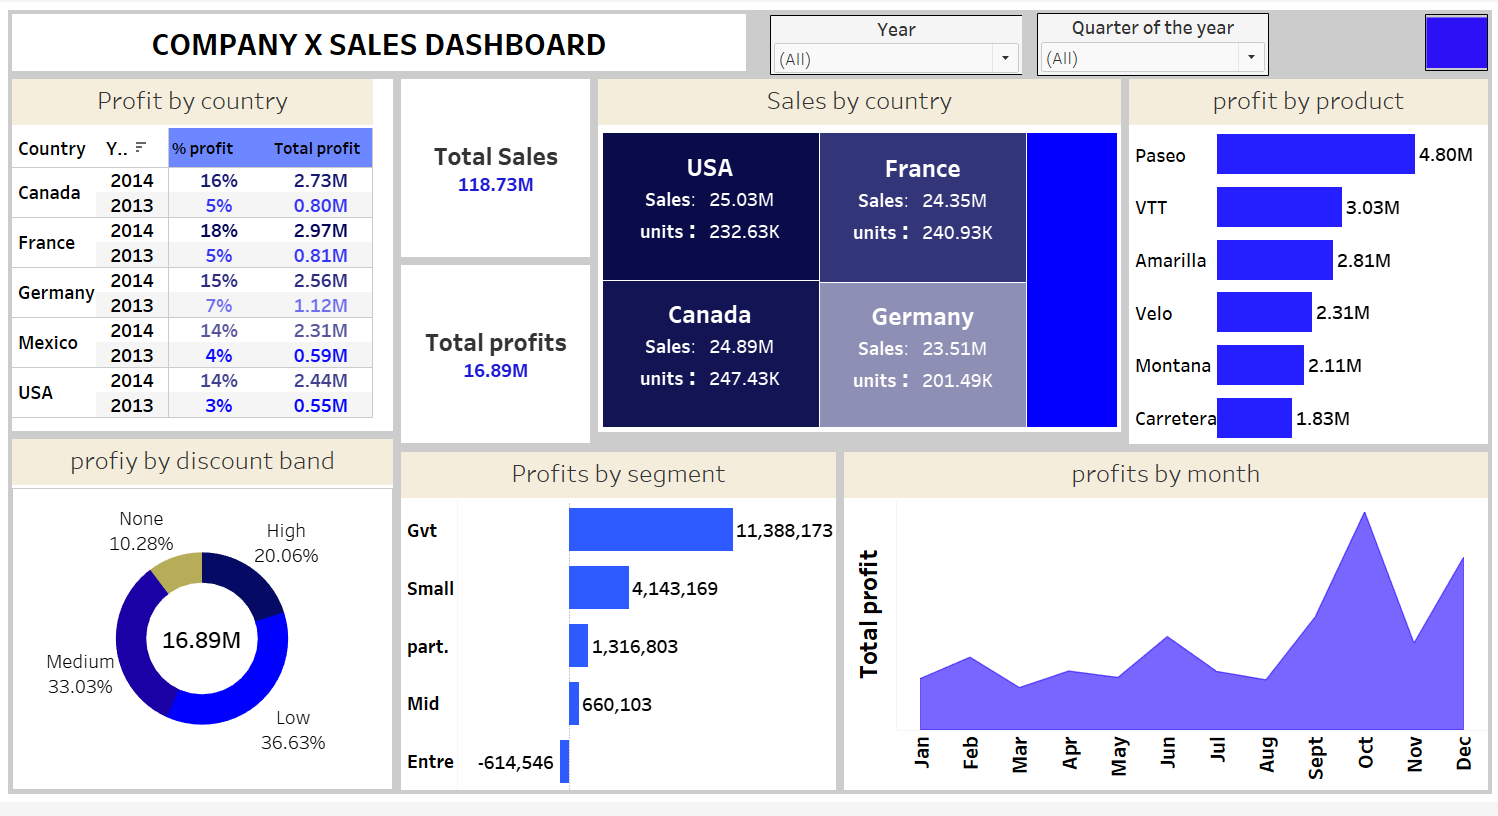 COMPANY X SALES DASHBOARD
Year
(All)
Quarter of the year
(All)
Profit by country
Country Y.. % profit Total profit
Canada
2014 16% 2.73M
2013 5% 0.80M
France
2014 18% 2.97M
2013 5% 0.81M
Germany
2014 15% 2.56M
2013 7% 1.12M
Mexico
2014 14% 2.31M
2013 4% 0.59M
USA
2014 14% 2.44M
2013 3% 0.55M
Total Sales
118.73M
Total profits
16.89M
Sales by country
USA
Sales: 25.03M
units : 232.63K
France
Sales: 24.35M
units : 240.93K
Canada
Sales: 24.89M
units : 247.43K
Germany
Sales: 23.51M
units : 201.49K
profit by product
Paseo 4.80M
VTT 3.03M
Amarilla 2.81M
Velo 2.31M
Montana 2.11M
Carretera 1.83M
profiy by discount band
None
10.28%
High
20.06%
16.89M
Medium
33.03%
Low
36.63%
Profits by segment
Gvt 11,388,173
Small 4,143,169
part. 1,316,803
Mid 660,103
Entre -614,546
profits by month
Total profit
Jan Feb Mar Apr May Jun Jul Aug Sept Oct Nov Dec